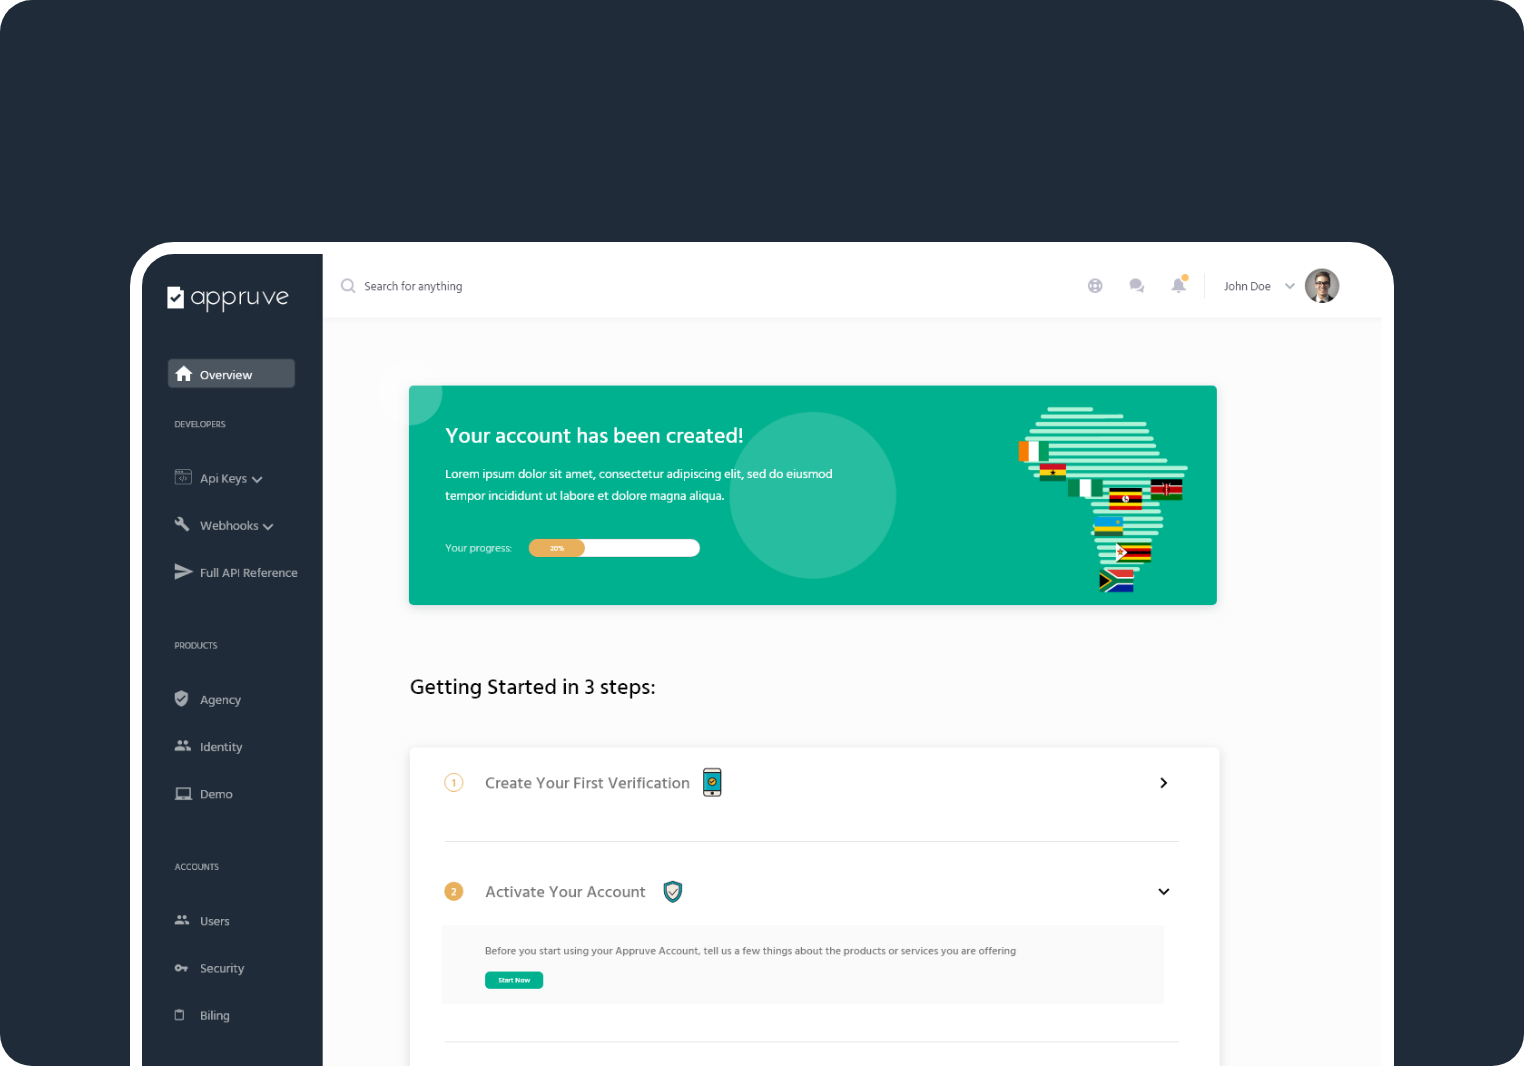 appruve
Search for anything
John Doe
Overview
DEVELOPERS
Api Keys
Webhooks
Full API Reference
PRODUCTS
Agency
Identity
Demo
ACCOUNTS
Users
Security
Biling
Your account has been created!
Lorem ipsum dolor sit amet, consectetur adipiscing elit, sed do eiusmod
tempor incididunt ut labore et dolore magna aliqua.
Your progress:
20%
Getting Started in 3 steps:
1 Create Your First Verification
2 Activate Your Account
Before you start using your Appruve Account, tell us a few things about the products or services you are offering
Start Now